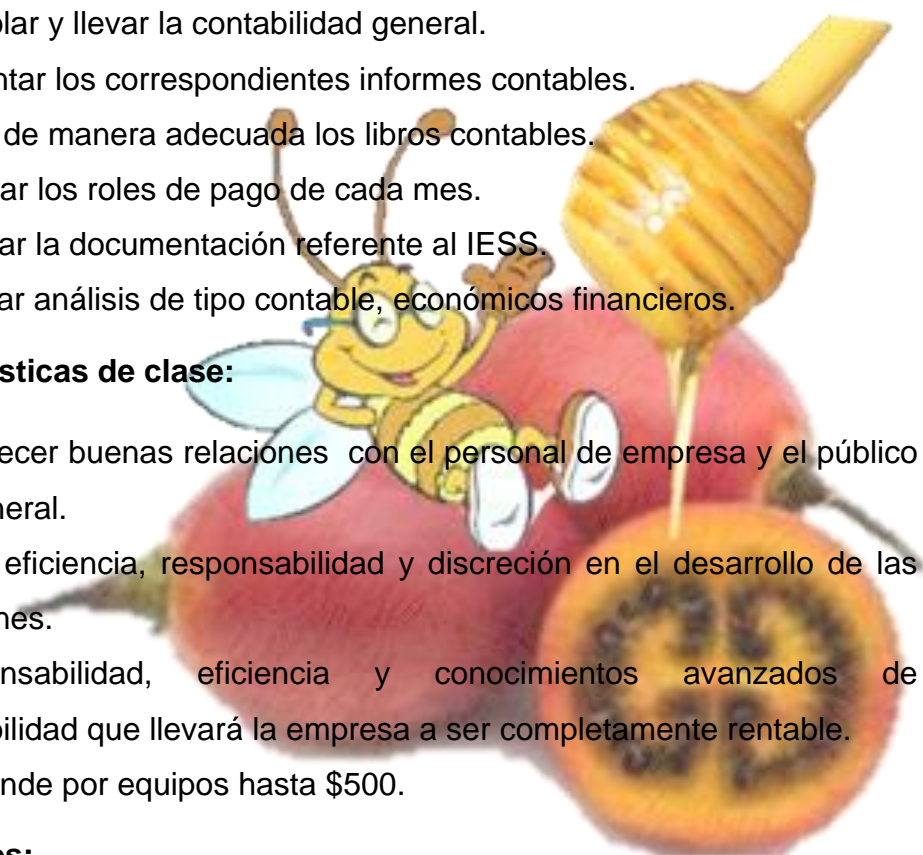 olar y llevar la contabilidad general.
ntar los correspondientes informes contables.
de manera adecuada los libros contables.
ar los roles de pago de cada mes.
ar la documentación referente al IESS.
ar análisis de tipo contable, económicos financieros.
sticas de clase:
ecer buenas relaciones con el personal de empresa y el público
neral.
eficiencia, responsabilidad y discreción en el desarrollo de las
nes.
nsabilidad, eficiencia y conocimientos avanzados de
bilidad que llevará la empresa a ser completamente rentable.
nde por equipos hasta $500.